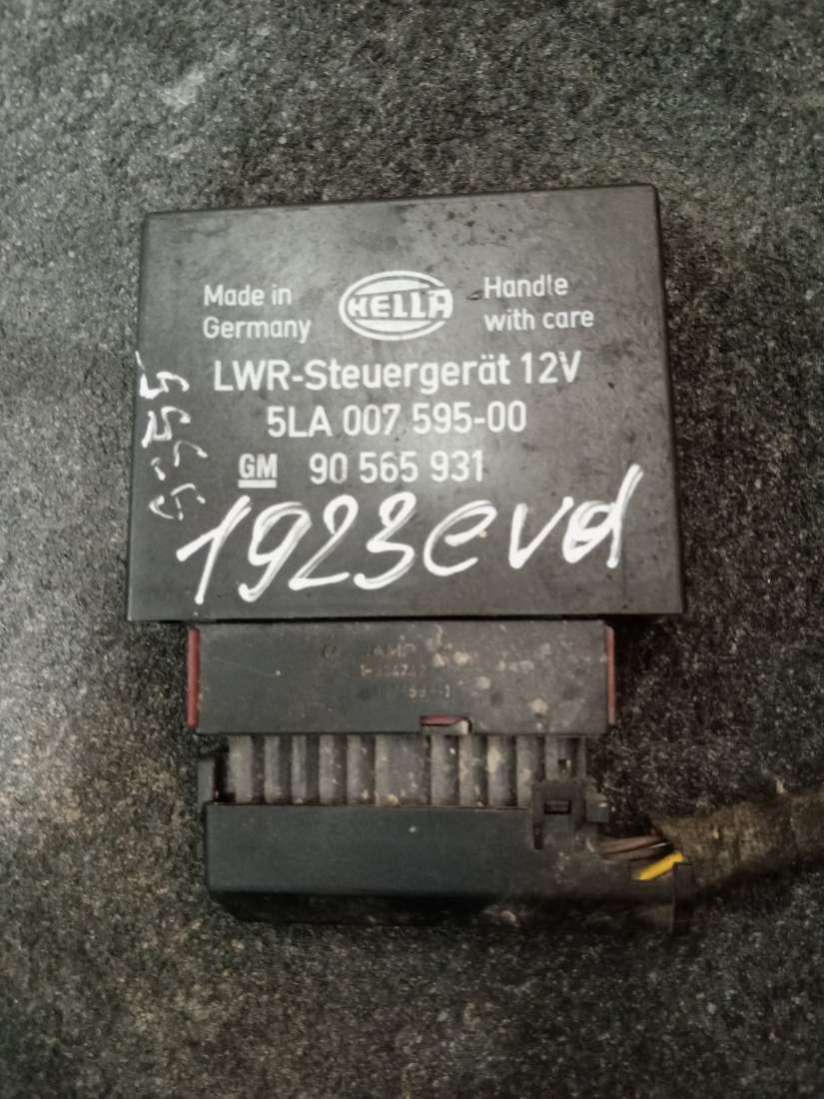 Made in
Germany
HELLA
Handle
with care
LWR-Steuergerät 12V
5LA 007 595-00
GM 90 565 931
1923evd
AMP